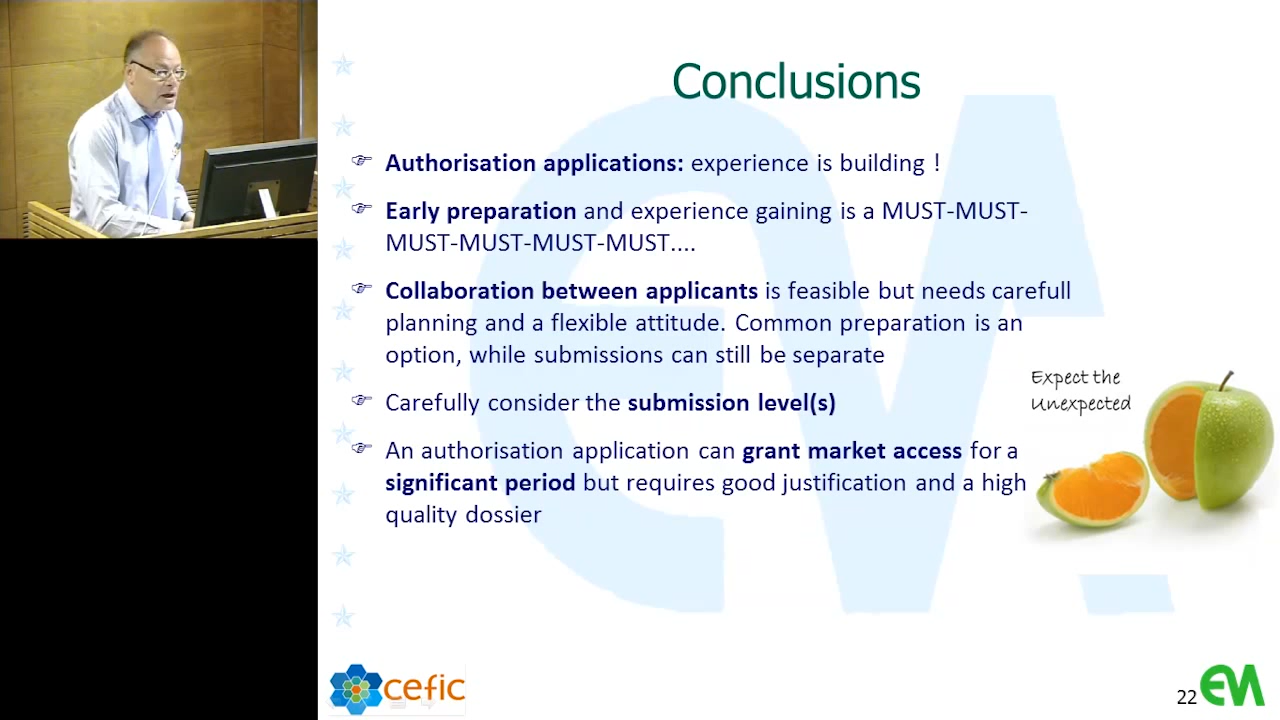 Conclusions
Authorisation applications: experience is building !
Early preparation and experience gaining is a MUST-MUST-
MUST-MUST-MUST-MUST....
Collaboration between applicants is feasible but needs carefull
planning and a flexible attitude. Common preparation is an
option, while submissions can still be separate
Carefully consider the submission level(s)
An authorisation application can grant market access for a
significant period but requires good justification and a high
quality dossier
Expect the
Unexpected
cefic
22